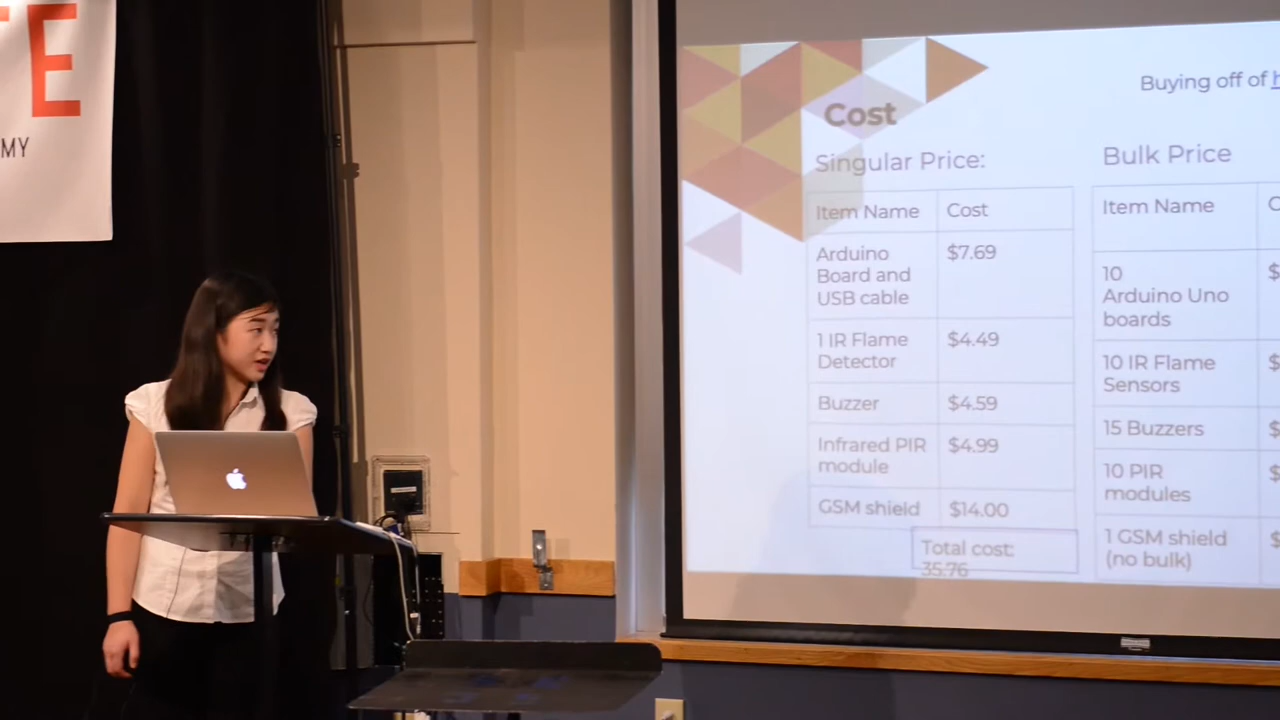 E
MY
Cost
Buying off of
Singular Price:
Item Name Cost
Arduino
Board and
USB cable
$7.69
1 IR Flame
Detector
$4.49
Buzzer $4.59
Infrared PIR
module
$4.99
GSM shield $14.00
Total cost:
35.76
Bulk Price
Item Name
10
Arduino Uno
boards
$
10 IR Flame
Sensors
$
15 Buzzers $
10 PIR
modules
$
1 GSM shield
(no bulk)
$